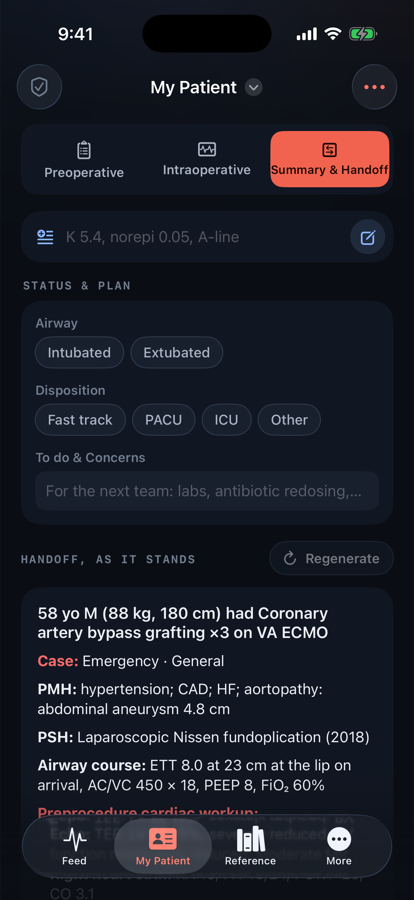 9:41
My Patient
Preoperative
Intraoperative
Summary & Handoff
K 5.4, norepi 0.05, A-line
STATUS & PLAN
Airway
Intubated
Extubated
Disposition
Fast track
PACU
ICU
Other
To do & Concerns
For the next team: labs, antibiotic redosing,...
HANDOFF, AS IT STANDS
Regenerate
58 yo M (88 kg, 180 cm) had Coronary
artery bypass grafting ×3 on VA ECMO
Case: Emergency · General
PMH: hypertension; CAD; HF; aortopathy:
abdominal aneurysm 4.8 cm
PSH: Laparoscopic Nissen fundoplication (2018)
Airway course: ETT 8.0 at 23 cm at the lip on
arrival, AC/VC 450 × 18, PEEP 8, FiO₂ 60%
Preprocedure cardiac workup:
Feed
My Patient
Reference
More
CO 3.1